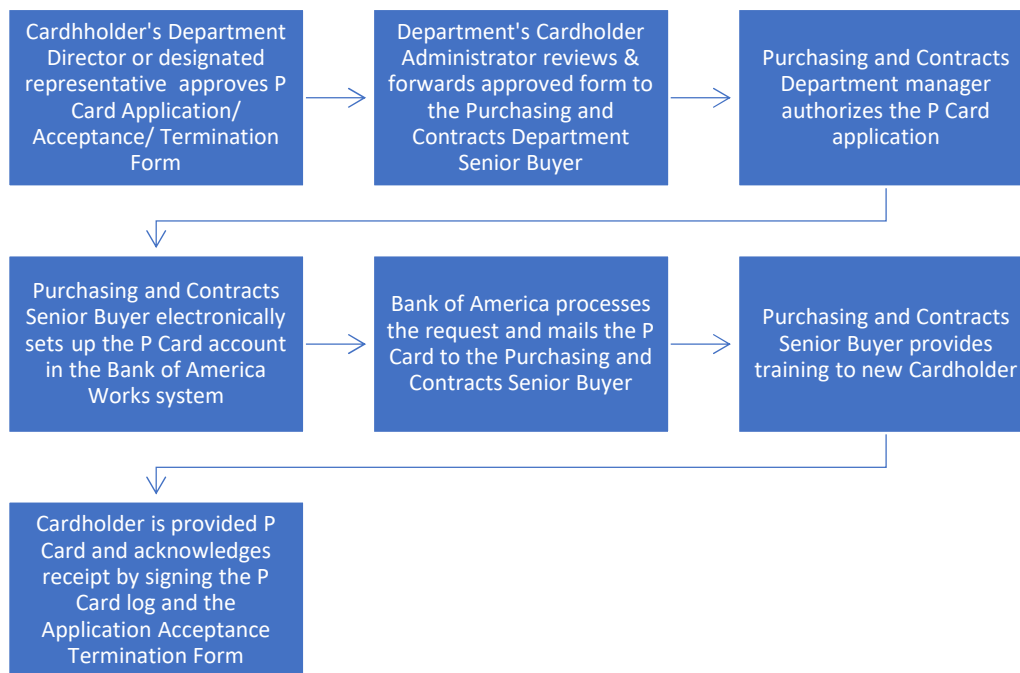 Cardhholder's Department
Director or designated
representative  approves P
Card Application/
Acceptance/ Termination
Form
Department's Cardholder
Administrator reviews &
forwards approved form to
the Purchasing and
Contracts Department
Senior Buyer
Purchasing and Contracts
Department manager
authorizes the P Card
application
Purchasing and Contracts
Senior Buyer electronically
sets up the P Card account
in the Bank of America
Works system
Bank of America processes
the request and mails the P
Card to the Purchasing and
Contracts Senior Buyer
Purchasing and Contracts
Senior Buyer provides
training to new Cardholder
Cardholder is provided P
Card and acknowledges
receipt by signing the P
Card log and the
Application Acceptance
Termination Form